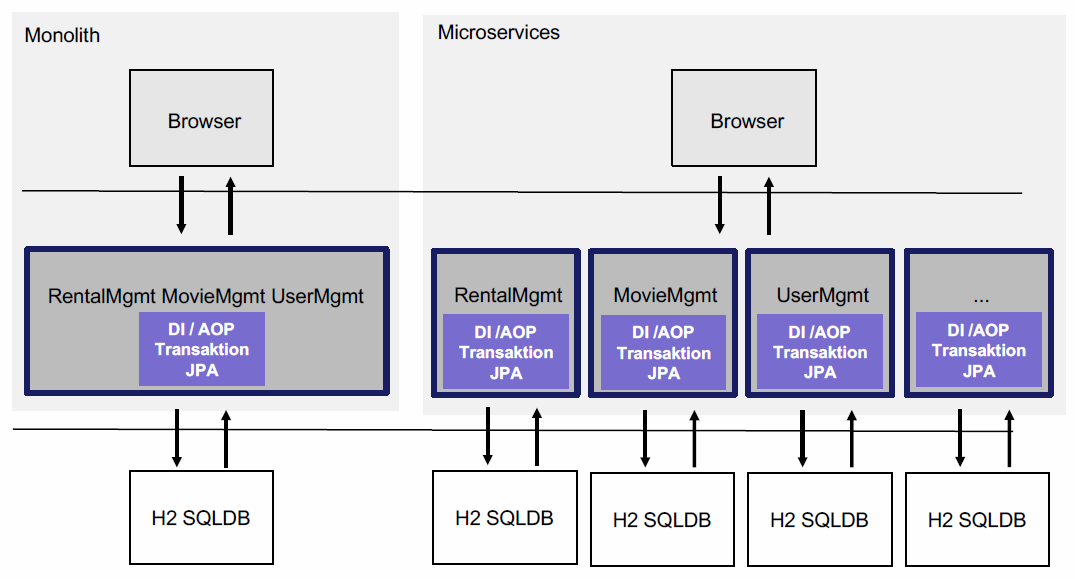 Monolith
Browser
RentalMgmt MovieMgmt UserMgmt
DI / AOP
Transaktion
JPA
H2 SQLDB
Microservices
Browser
RentalMgmt
DI /AOP
Transaktion
JPA
MovieMgmt
DI /AOP
Transaktion
JPA
UserMgmt
DI /AOP
Transaktion
JPA
...
DI /AOP
Transaktion
JPA
H2 SQLDB
H2 SQLDB
H2 SQLDB
H2 SQLDB